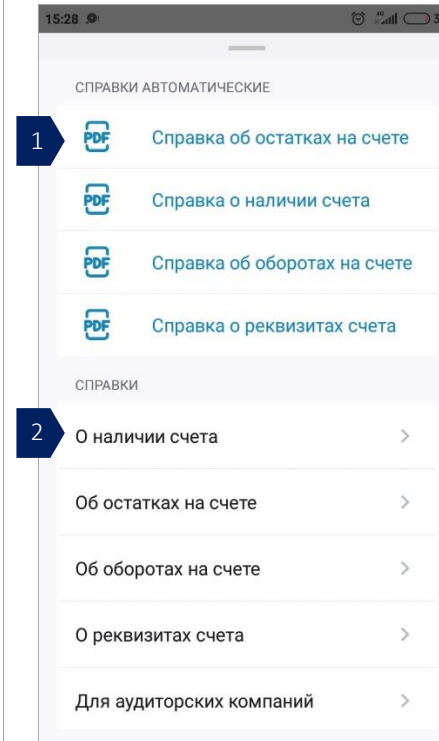 15:28 4G 3
СПРАВКИ АВТОМАТИЧЕСКИЕ
1 PDF Справка об остатках на счете
PDF Справка о наличии счета
PDF Справка об оборотах на счете
PDF Справка о реквизитах счета
СПРАВКИ
2 О наличии счета
Об остатках на счете
Об оборотах на счете
О реквизитах счета
Для аудиторских компаний